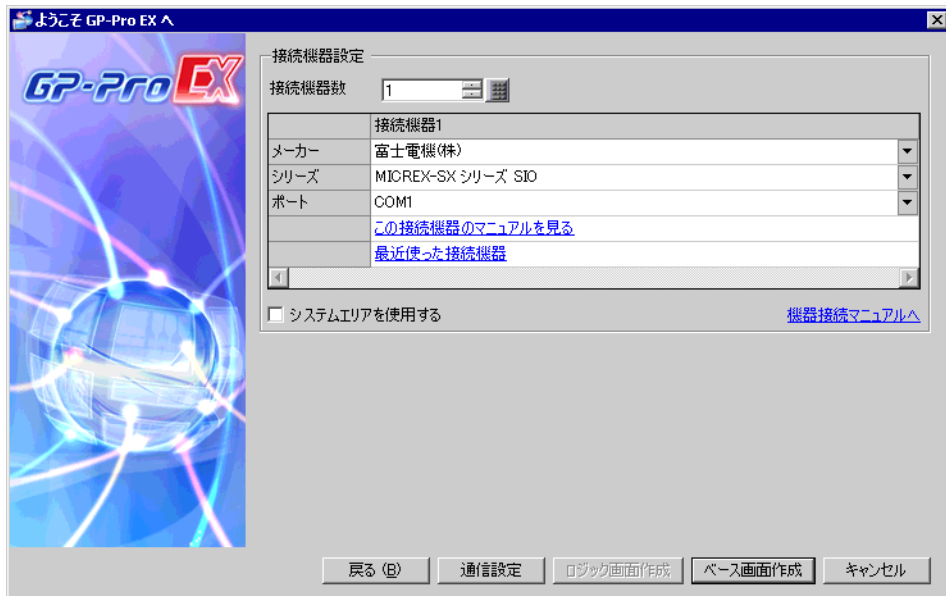 ようこそ GP-Pro EX へ
GP-Pro EX
接続機器設定
接続機器数 1
接続機器1
メーカー 富士電機(株)
シリーズ MICREX-SX シリーズ SIO
ポート COM1
この接続機器のマニュアルを見る
最近使った接続機器
システムエリアを使用する 機器接続マニュアルへ
戻る (B) 通信設定 ロジック画面作成 ベース画面作成 キャンセル